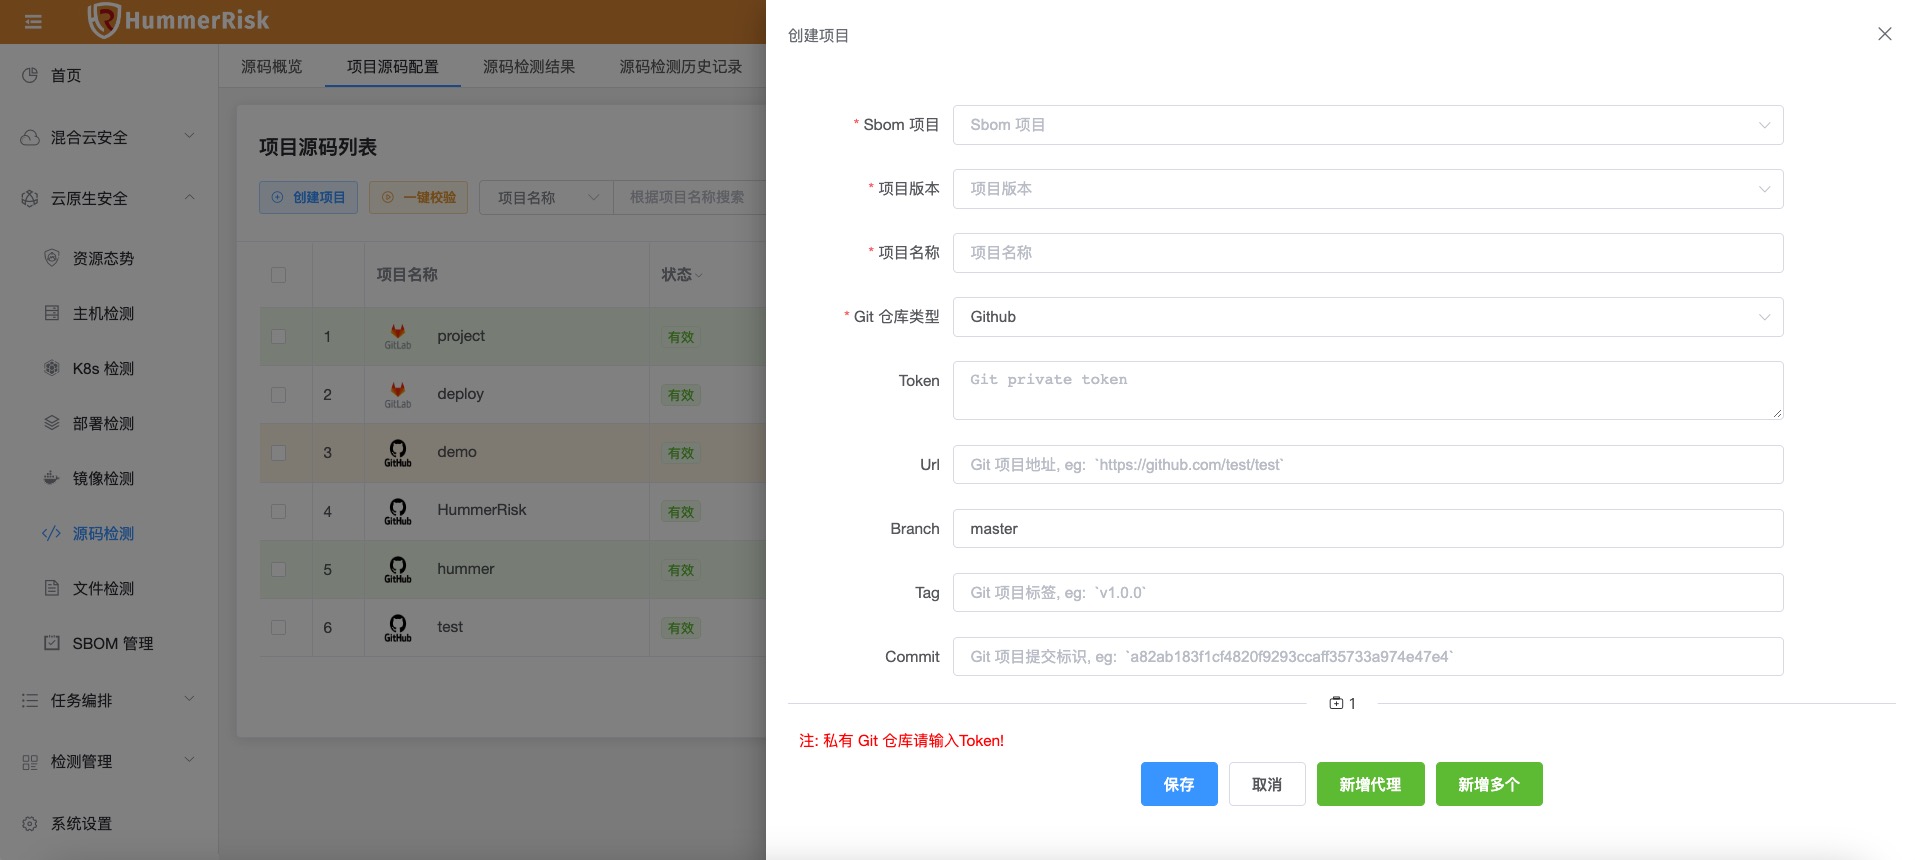 HummerRisk
首页
混合云安全
云原生安全
资源态势
主机检测
K8s 检测
部署检测
镜像检测
源码检测
文件检测
SBOM 管理
任务编排
检测管理
系统设置
源码概览
项目源码配置
源码检测结果
源码检测历史记录
项目源码列表
创建项目
一键校验
项目名称
根据项目名称搜索
项目名称
状态
1
GitLab
project
有效
2
GitLab
deploy
有效
3
GitHub
demo
有效
4
GitHub
HummerRisk
有效
5
GitHub
hummer
有效
6
GitHub
test
有效
创建项目
* Sbom 项目
Sbom 项目
* 项目版本
项目版本
* 项目名称
项目名称
* Git 仓库类型
Github
Token
Git private token
Url
Git 项目地址, eg: `https://github.com/test/test`
Branch
master
Tag
Git 项目标签, eg: `v1.0.0`
Commit
Git 项目提交标识, eg: `a82ab183f1cf4820f9293ccaff35733a974e47e4`
1
注: 私有 Git 仓库请输入Token!
保存
取消
新增代理
新增多个